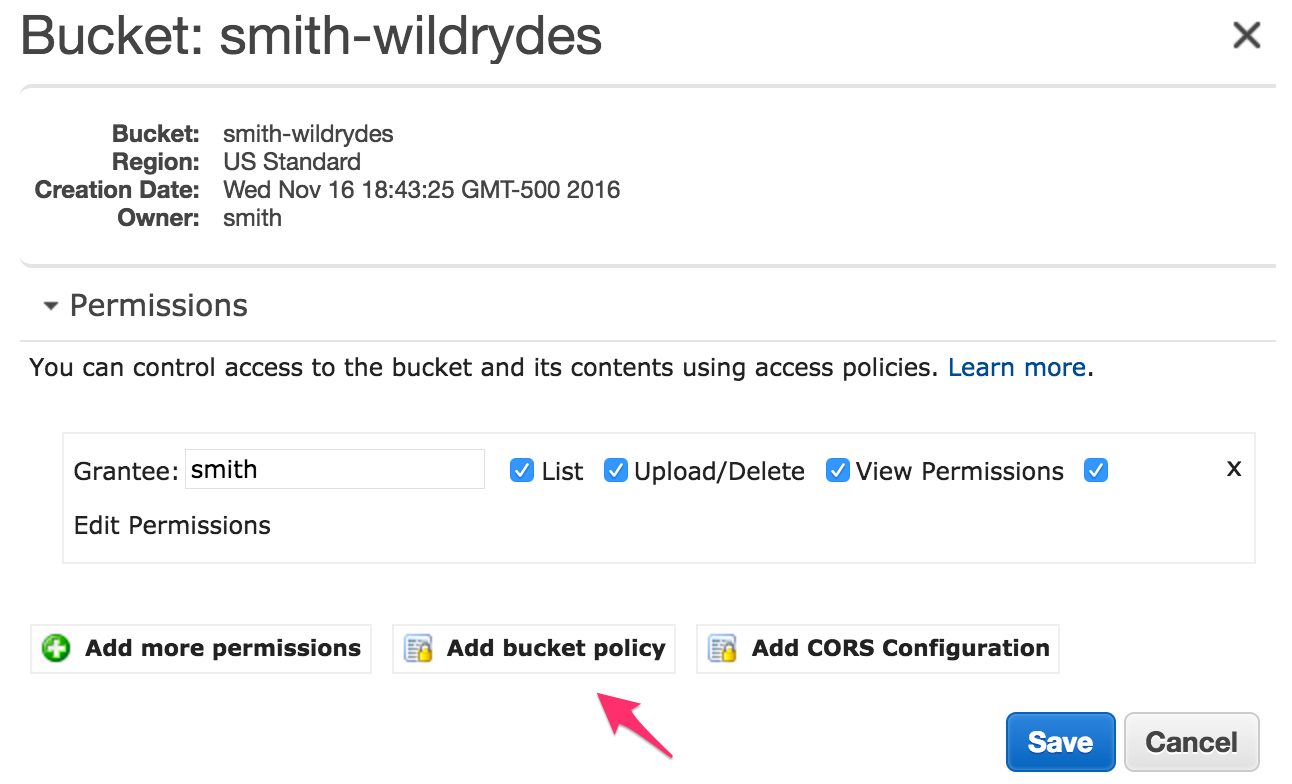 Bucket: smith-wildrydes
Bucket: smith-wildrydes
Region: US Standard
Creation Date: Wed Nov 16 18:43:25 GMT-500 2016
Owner: smith
Permissions
You can control access to the bucket and its contents using access policies. Learn more.
Grantee: smith List Upload/Delete View Permissions x
Edit Permissions
Add more permissions Add bucket policy Add CORS Configuration
Save Cancel